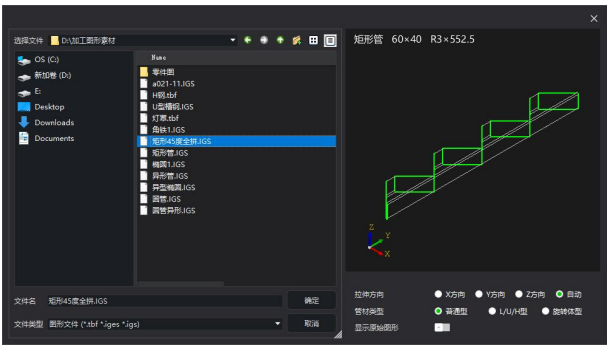 ×
选择文件 D:\加工图形素材
矩形管 60×40 R3×552.5
OS (C:)
新加卷 (D:)
E:
Desktop
Downloads
Documents
Name
零件图
a021-11.IGS
H钢.tbf
U型槽钢.IGS
灯罩.tbf
角铁1.IGS
矩形45度全拼.IGS
矩形管.IGS
椭圆1.IGS
异形管.IGS
异型椭圆.IGS
圆管.IGS
圆管异形.IGS
Z
Y
X
文件名 矩形45度全拼.IGS 确定
文件类型 图形文件 (*.tbf *.iges *.igs) 取消
拉伸方向 X方向 Y方向 Z方向 自动
管材类型 普通型 L/U/H型 旋转体型
显示原始图形